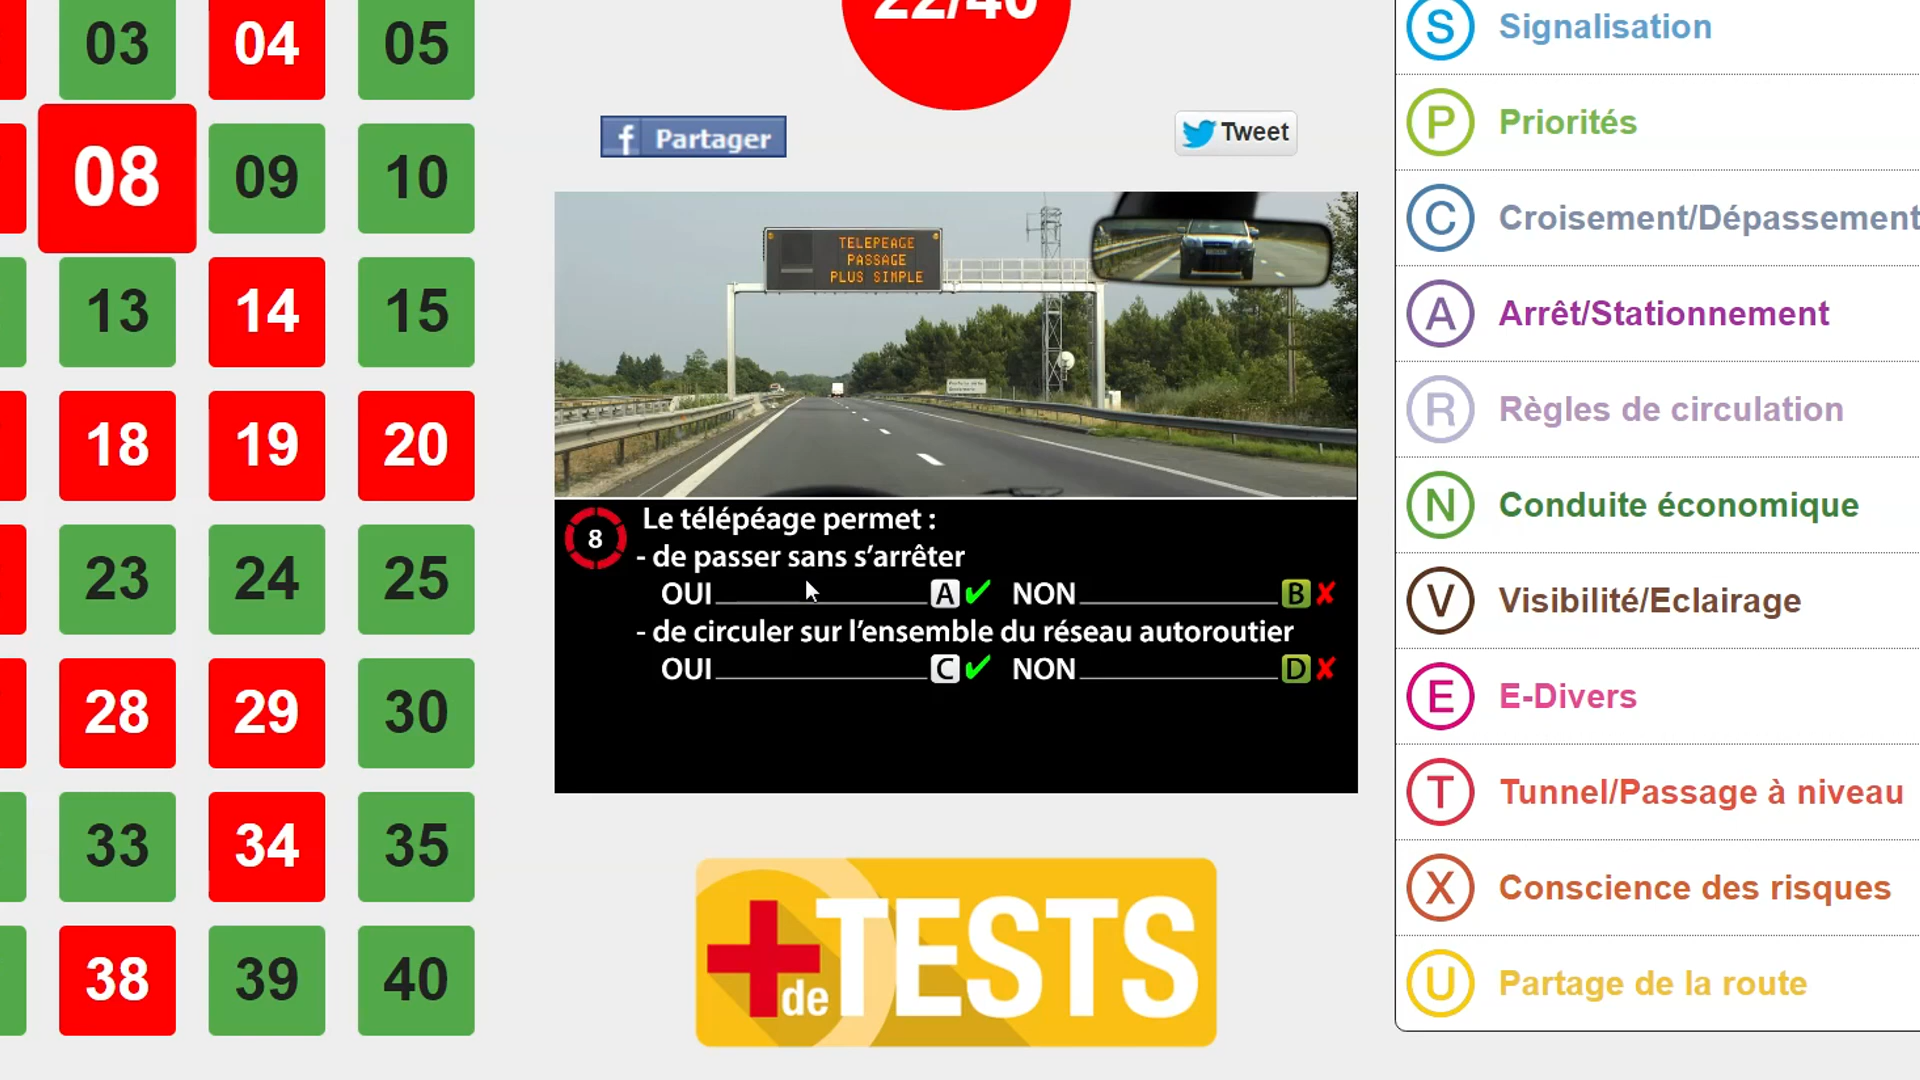 22/40
03 04 05
08 09 10
13 14 15
18 19 20
23 24 25
28 29 30
33 34 35
38 39 40
f Partager
Tweet
TELEPEAGE
PASSAGE
PLUS SIMPLE
8
Le télépéage permet :
- de passer sans s’arrêter
OUI A ✔ NON B ✘
- de circuler sur l’ensemble du réseau autoroutier
OUI C ✔ NON D ✘
+ de TESTS
S Signalisation
P Priorités
C Croisement/Dépassement
A Arrêt/Stationnement
R Règles de circulation
N Conduite économique
V Visibilité/Eclairage
E E-Divers
T Tunnel/Passage à niveau
X Conscience des risques
U Partage de la route